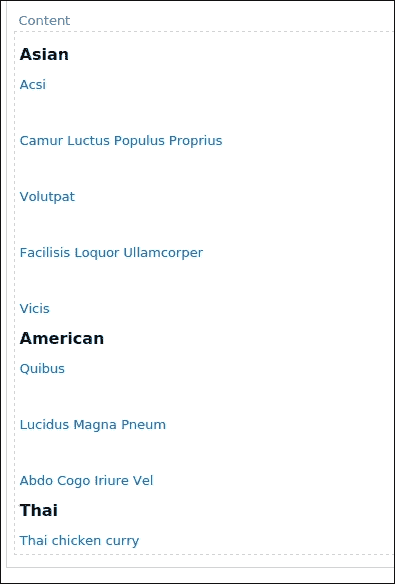 Content
Asian
Acsi
Camur Luctus Populus Proprius
Volutpat
Facilisis Loquor Ullamcorper
Vicis
American
Quibus
Lucidus Magna Pneum
Abdo Cogo Iriure Vel
Thai
Thai chicken curry